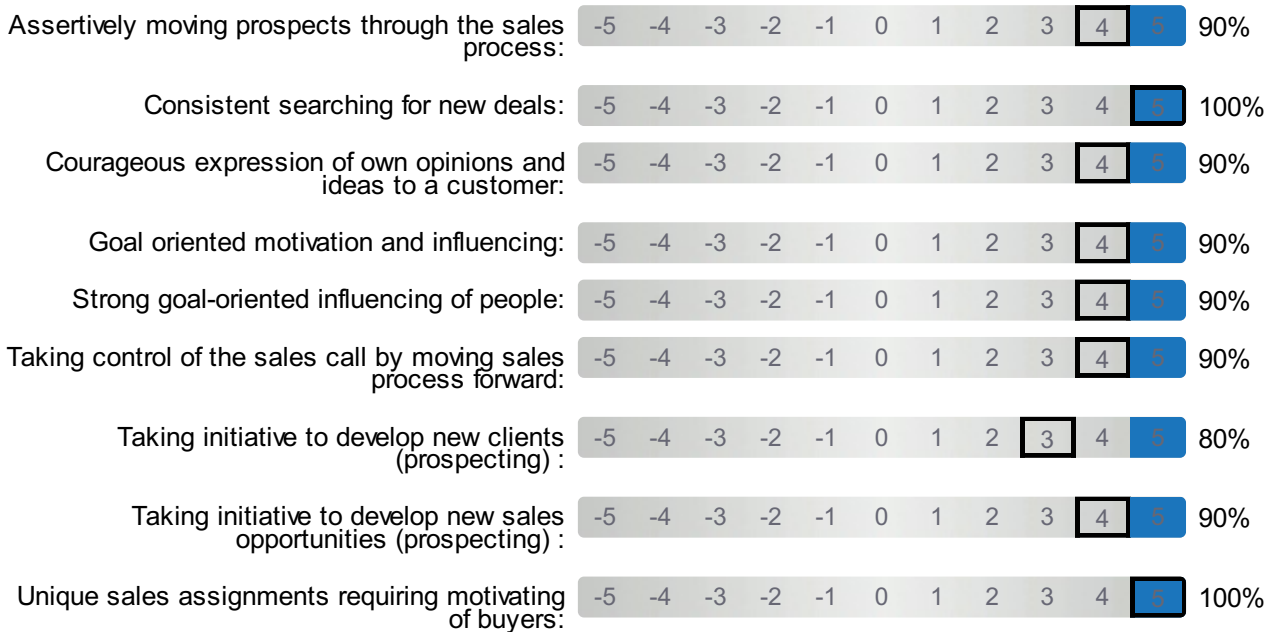 Assertively moving prospects through the sales process: -5 -4 -3 -2 -1 0 1 2 3 4 5 90%
Consistent searching for new deals: -5 -4 -3 -2 -1 0 1 2 3 4 5 100%
Courageous expression of own opinions and ideas to a customer: -5 -4 -3 -2 -1 0 1 2 3 4 5 90%
Goal oriented motivation and influencing: -5 -4 -3 -2 -1 0 1 2 3 4 5 90%
Strong goal-oriented influencing of people: -5 -4 -3 -2 -1 0 1 2 3 4 5 90%
Taking control of the sales call by moving sales process forward: -5 -4 -3 -2 -1 0 1 2 3 4 5 90%
Taking initiative to develop new clients (prospecting) : -5 -4 -3 -2 -1 0 1 2 3 4 5 80%
Taking initiative to develop new sales opportunities (prospecting) : -5 -4 -3 -2 -1 0 1 2 3 4 5 90%
Unique sales assignments requiring motivating of buyers: -5 -4 -3 -2 -1 0 1 2 3 4 5 100%